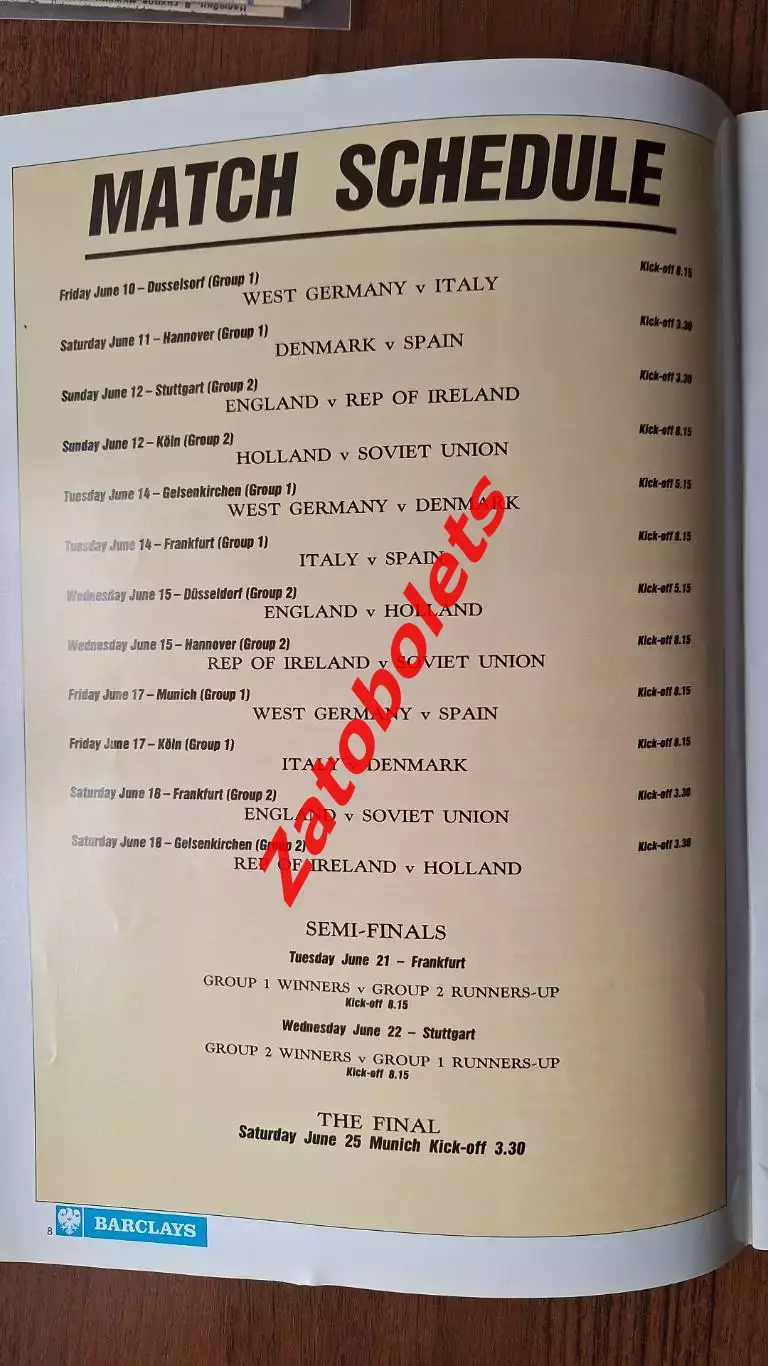 MATCH SCHEDULE
Friday June 10 – Dusselsorf (Group 1) Kick-off 8.15
WEST GERMANY v ITALY
Saturday June 11 – Hannover (Group 1) Kick-off 3.30
DENMARK v SPAIN
Sunday June 12 – Stuttgart (Group 2) Kick-off 3.30
ENGLAND v REP OF IRELAND
Sunday June 12 – Köln (Group 2) Kick-off 8.15
HOLLAND v SOVIET UNION
Tuesday June 14 – Gelsenkirchen (Group 1) Kick-off 5.15
WEST GERMANY v DENMARK
Tuesday June 14 – Frankfurt (Group 1) Kick-off 8.15
ITALY v SPAIN
Wednesday June 15 – Düsseldorf (Group 2) Kick-off 5.15
ENGLAND v HOLLAND
Wednesday June 15 – Hannover (Group 2) Kick-off 8.15
REP OF IRELAND v SOVIET UNION
Friday June 17 – Munich (Group 1) Kick-off 8.15
WEST GERMANY v SPAIN
Friday June 17 – Köln (Group 1) Kick-off 8.15
ITALY v DENMARK
Saturday June 18 – Frankfurt (Group 2) Kick-off 3.30
ENGLAND v SOVIET UNION
Saturday June 18 – Gelsenkirchen (Group 2) Kick-off 3.30
REP OF IRELAND v HOLLAND
SEMI-FINALS
Tuesday June 21 – Frankfurt
GROUP 1 WINNERS v GROUP 2 RUNNERS-UP
Kick-off 8.15
Wednesday June 22 – Stuttgart
GROUP 2 WINNERS v GROUP 1 RUNNERS-UP
Kick-off 8.15
THE FINAL
Saturday June 25 Munich Kick-off 3.30
8 BARCLAYS
Zatobolets